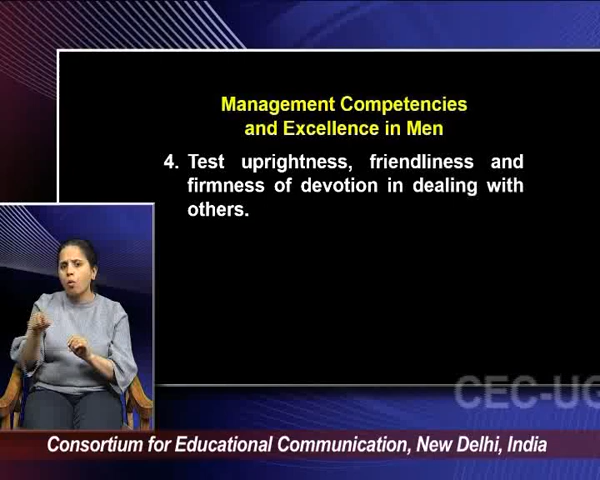 Management Competencies
and Excellence in Men
4. Test uprightness, friendliness and
firmness of devotion in dealing with
others.
CEC-UG
Consortium for Educational Communication, New Delhi, India